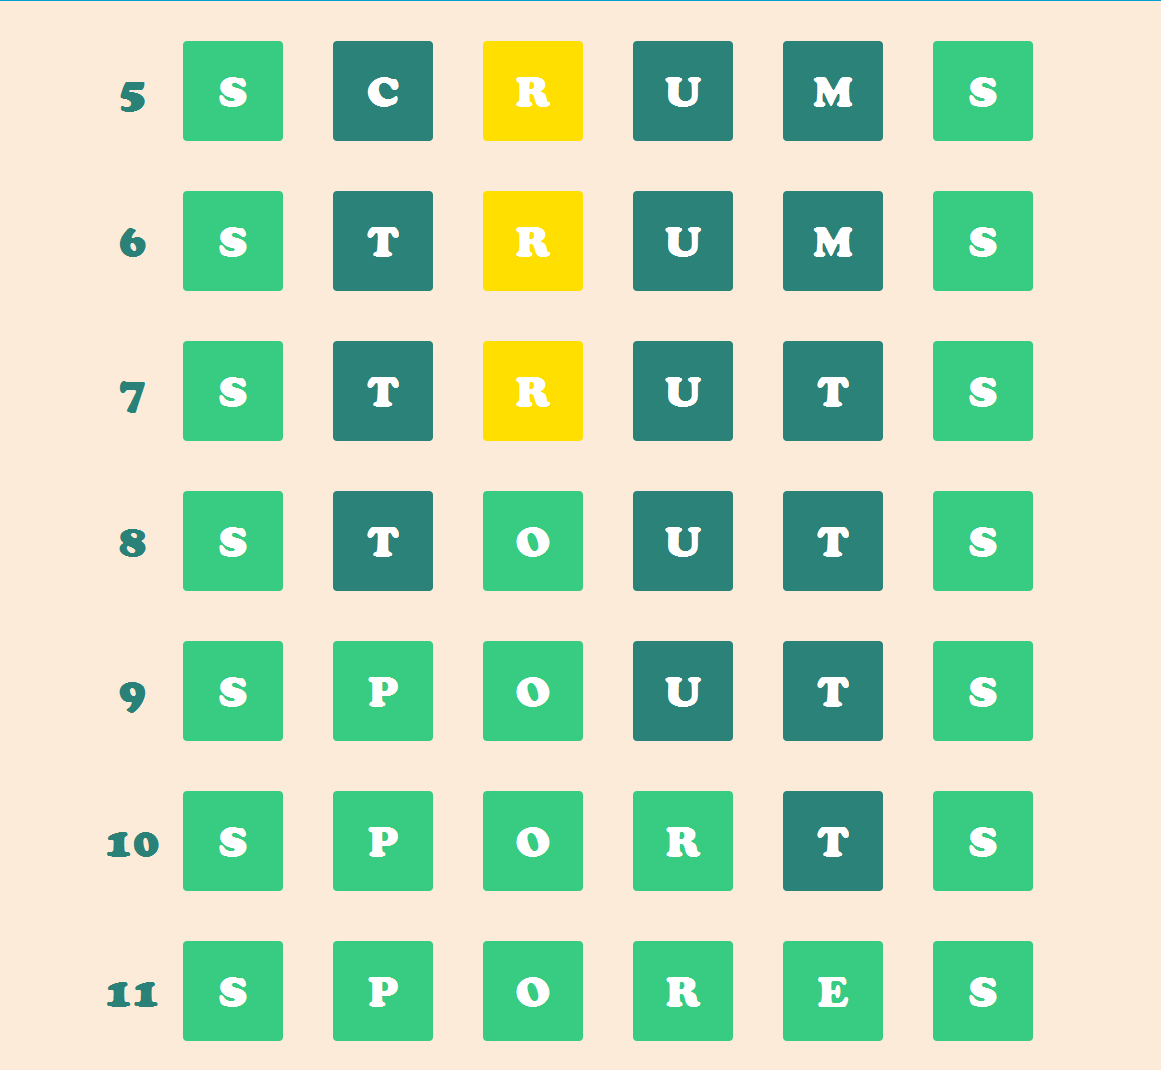 5 S C R U M S
6 S T R U M S
7 S T R U T S
8 S T O U T S
9 S P O U T S
10 S P O R T S
11 S P O R E S